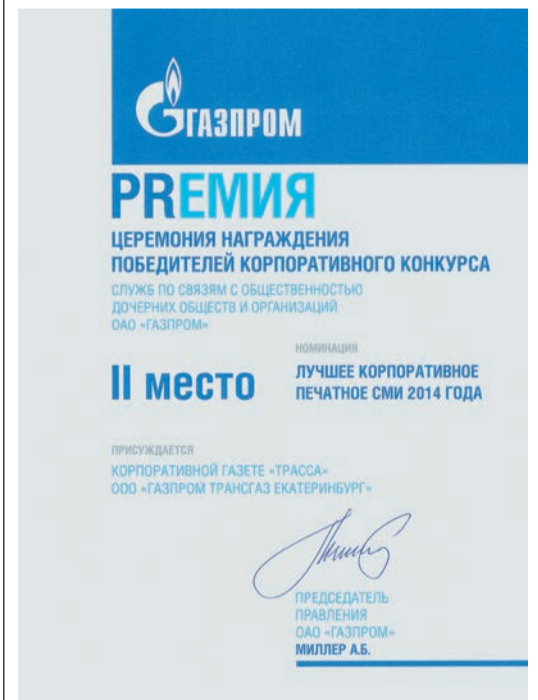 ГАЗПРОМ
PRЕМИЯ
ЦЕРЕМОНИЯ НАГРАЖДЕНИЯ
ПОБЕДИТЕЛЕЙ КОРПОРАТИВНОГО КОНКУРСА
СЛУЖБ ПО СВЯЗЯМ С ОБЩЕСТВЕННОСТЬЮ
ДОЧЕРНИХ ОБЩЕСТВ И ОРГАНИЗАЦИЙ
ОАО «ГАЗПРОМ»
II место
НОМИНАЦИЯ
ЛУЧШЕЕ КОРПОРАТИВНОЕ
ПЕЧАТНОЕ СМИ 2014 ГОДА
ПРИСУЖДАЕТСЯ
КОРПОРАТИВНОЙ ГАЗЕТЕ «ТРАССА»
ООО «ГАЗПРОМ ТРАНСГАЗ ЕКАТЕРИНБУРГ»
ПРЕДСЕДАТЕЛЬ
ПРАВЛЕНИЯ
ОАО «ГАЗПРОМ»
МИЛЛЕР А.Б.